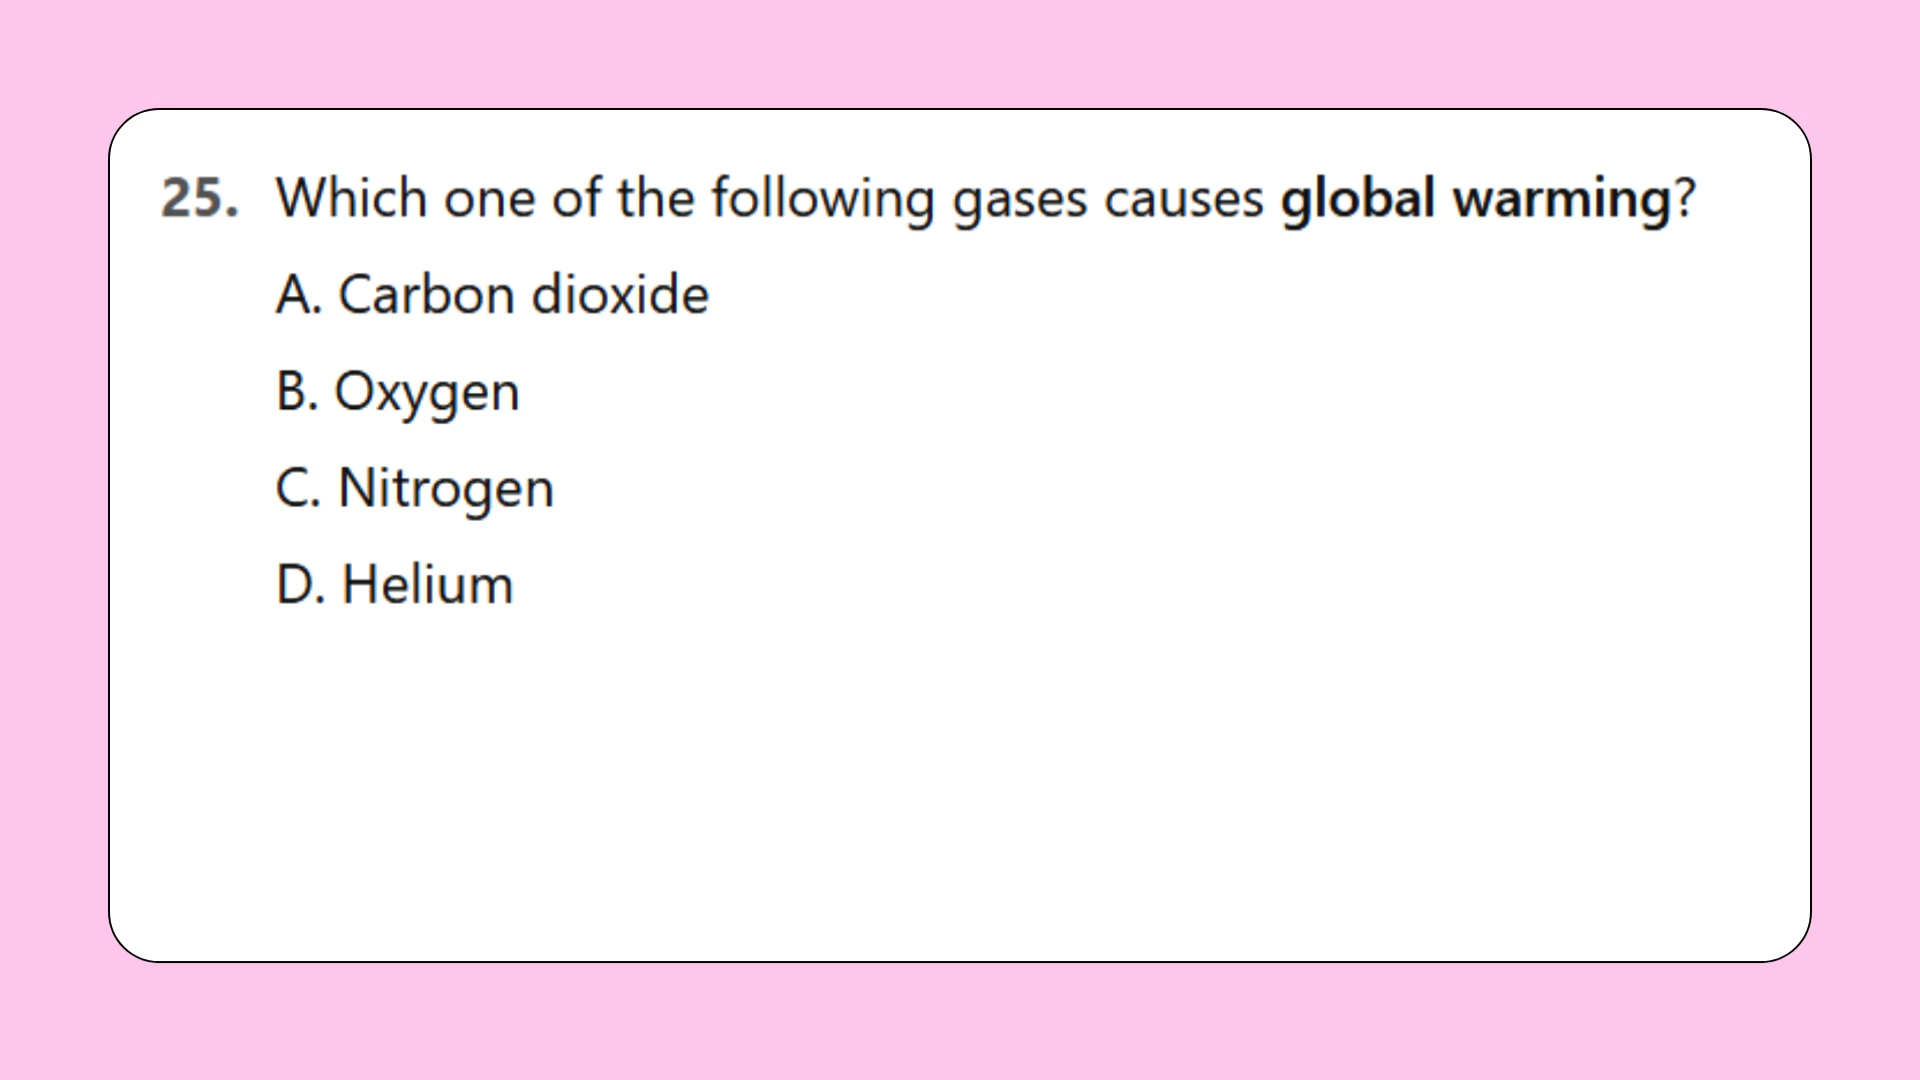 25. Which one of the following gases causes global warming?
A. Carbon dioxide
B. Oxygen
C. Nitrogen
D. Helium